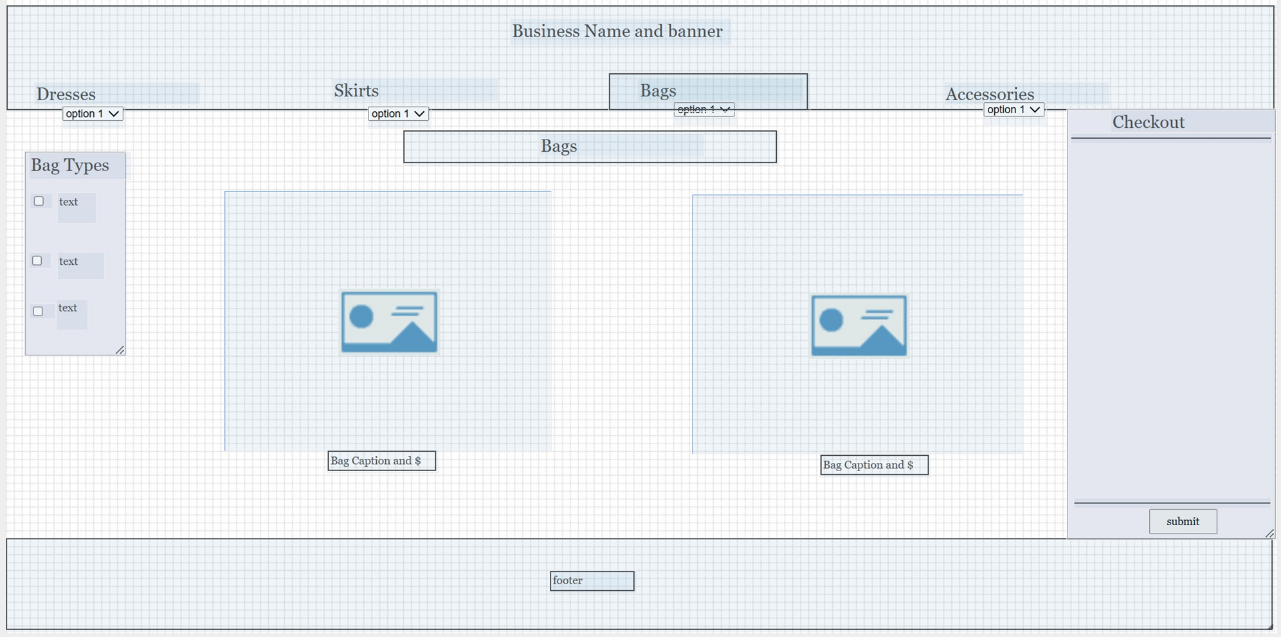 Business Name and banner
Dresses
Skirts
Bags
Accessories
option 1
option 1
option 1
option 1
Checkout
Bags
Bag Types
text
text
text
Bag Caption and $
Bag Caption and $
submit
footer